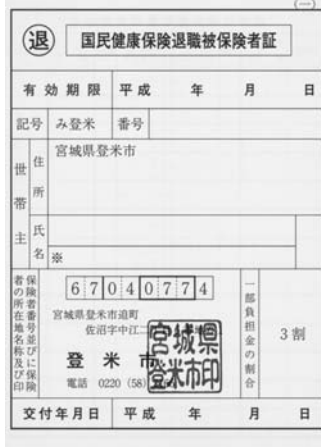 (一)
退 国民健康保険退職被保険者証
有効期限 平成 年 月 日
記号 み登米 番号
世帯主 住所 宮城県登米市
氏名 ※
保険者番号並びに保険者の所在地名称及び印
67040774
宮城県登米市迫町
佐沼字中江二
登米市
電話 0220 (58)
宮城県登米市印
一部負担金の割合 3割
交付年月日 平成 年 月 日